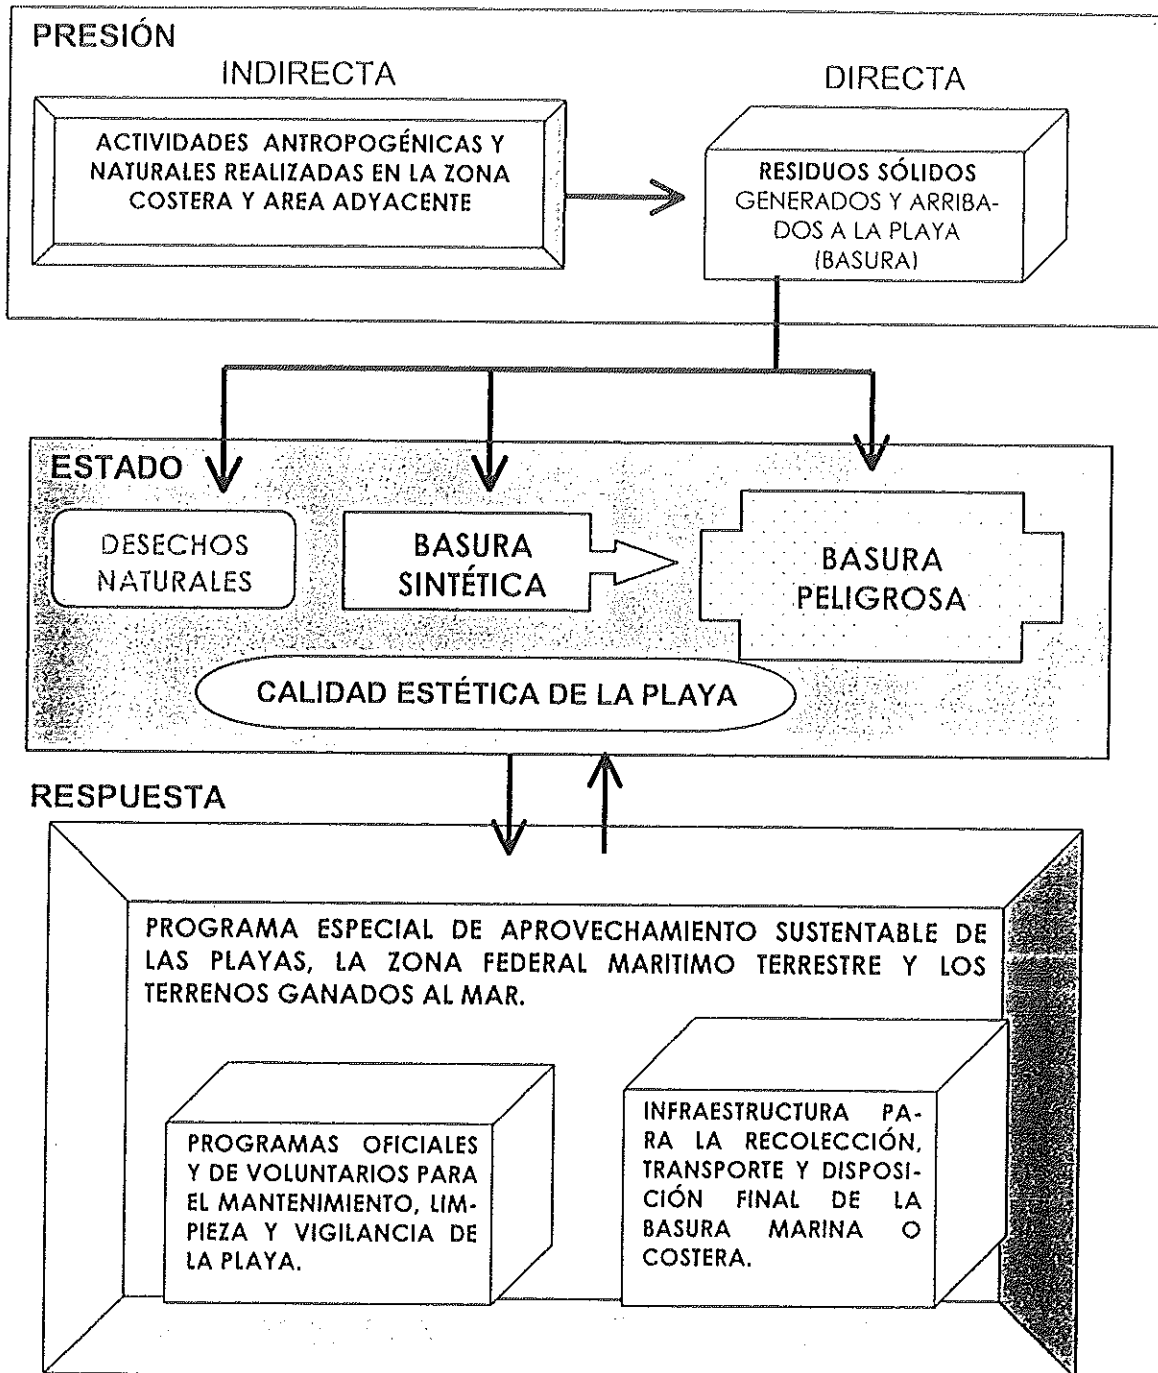 PRESIÓN
INDIRECTA
DIRECTA
ACTIVIDADES ANTROPOGÉNICAS Y
NATURALES REALIZADAS EN LA ZONA
COSTERA Y AREA ADYACENTE
RESIDUOS SÓLIDOS
GENERADOS Y ARRIBA-
DOS A LA PLAYA
(BASURA)
ESTADO
DESECHOS
NATURALES
BASURA
SINTÉTICA
BASURA
PELIGROSA
CALIDAD ESTÉTICA DE LA PLAYA
RESPUESTA
PROGRAMA ESPECIAL DE APROVECHAMIENTO SUSTENTABLE DE
LAS PLAYAS, LA ZONA FEDERAL MARITIMO TERRESTRE Y LOS
TERRENOS GANADOS AL MAR.
PROGRAMAS OFICIALES
Y DE VOLUNTARIOS PARA
EL MANTENIMIENTO, LIM-
PIEZA Y VIGILANCIA DE
LA PLAYA.
INFRAESTRUCTURA PA-
RA LA RECOLECCIÓN,
TRANSPORTE Y DISPOSI-
CIÓN FINAL DE LA
BASURA MARINA O
COSTERA.